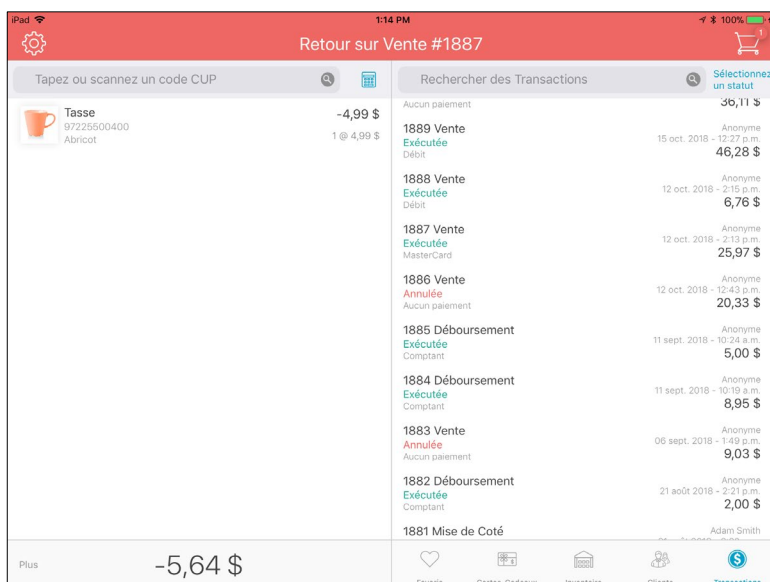 iPad 1:14 PM 100%
Retour sur Vente #1887
1
Tapez ou scannez un code CUP
Tasse -4,99 $
97225500400 1 @ 4,99 $
Abricot
Plus -5,64 $
Rechercher des Transactions
Sélectionnez
un statut
Aucun paiement 36,11 $
1889 Vente Anonyme
Exécutée 15 oct. 2018 - 12:27 p.m.
Débit 46,28 $
1888 Vente Anonyme
Exécutée 12 oct. 2018 - 2:15 p.m.
Débit 6,76 $
1887 Vente Anonyme
Exécutée 12 oct. 2018 - 2:13 p.m.
MasterCard 25,97 $
1886 Vente Anonyme
Annulée 12 oct. 2018 - 12:43 p.m.
Aucun paiement 20,33 $
1885 Déboursement Anonyme
Exécutée 11 sept. 2018 - 10:24 a.m.
Comptant 5,00 $
1884 Déboursement Anonyme
Exécutée 11 sept. 2018 - 10:19 a.m.
Comptant 8,95 $
1883 Vente Anonyme
Annulée 06 sept. 2018 - 1:49 p.m.
Aucun paiement 9,03 $
1882 Déboursement Anonyme
Exécutée 21 août 2018 - 2:21 p.m.
Comptant 2,00 $
1881 Mise de Coté Adam Smith